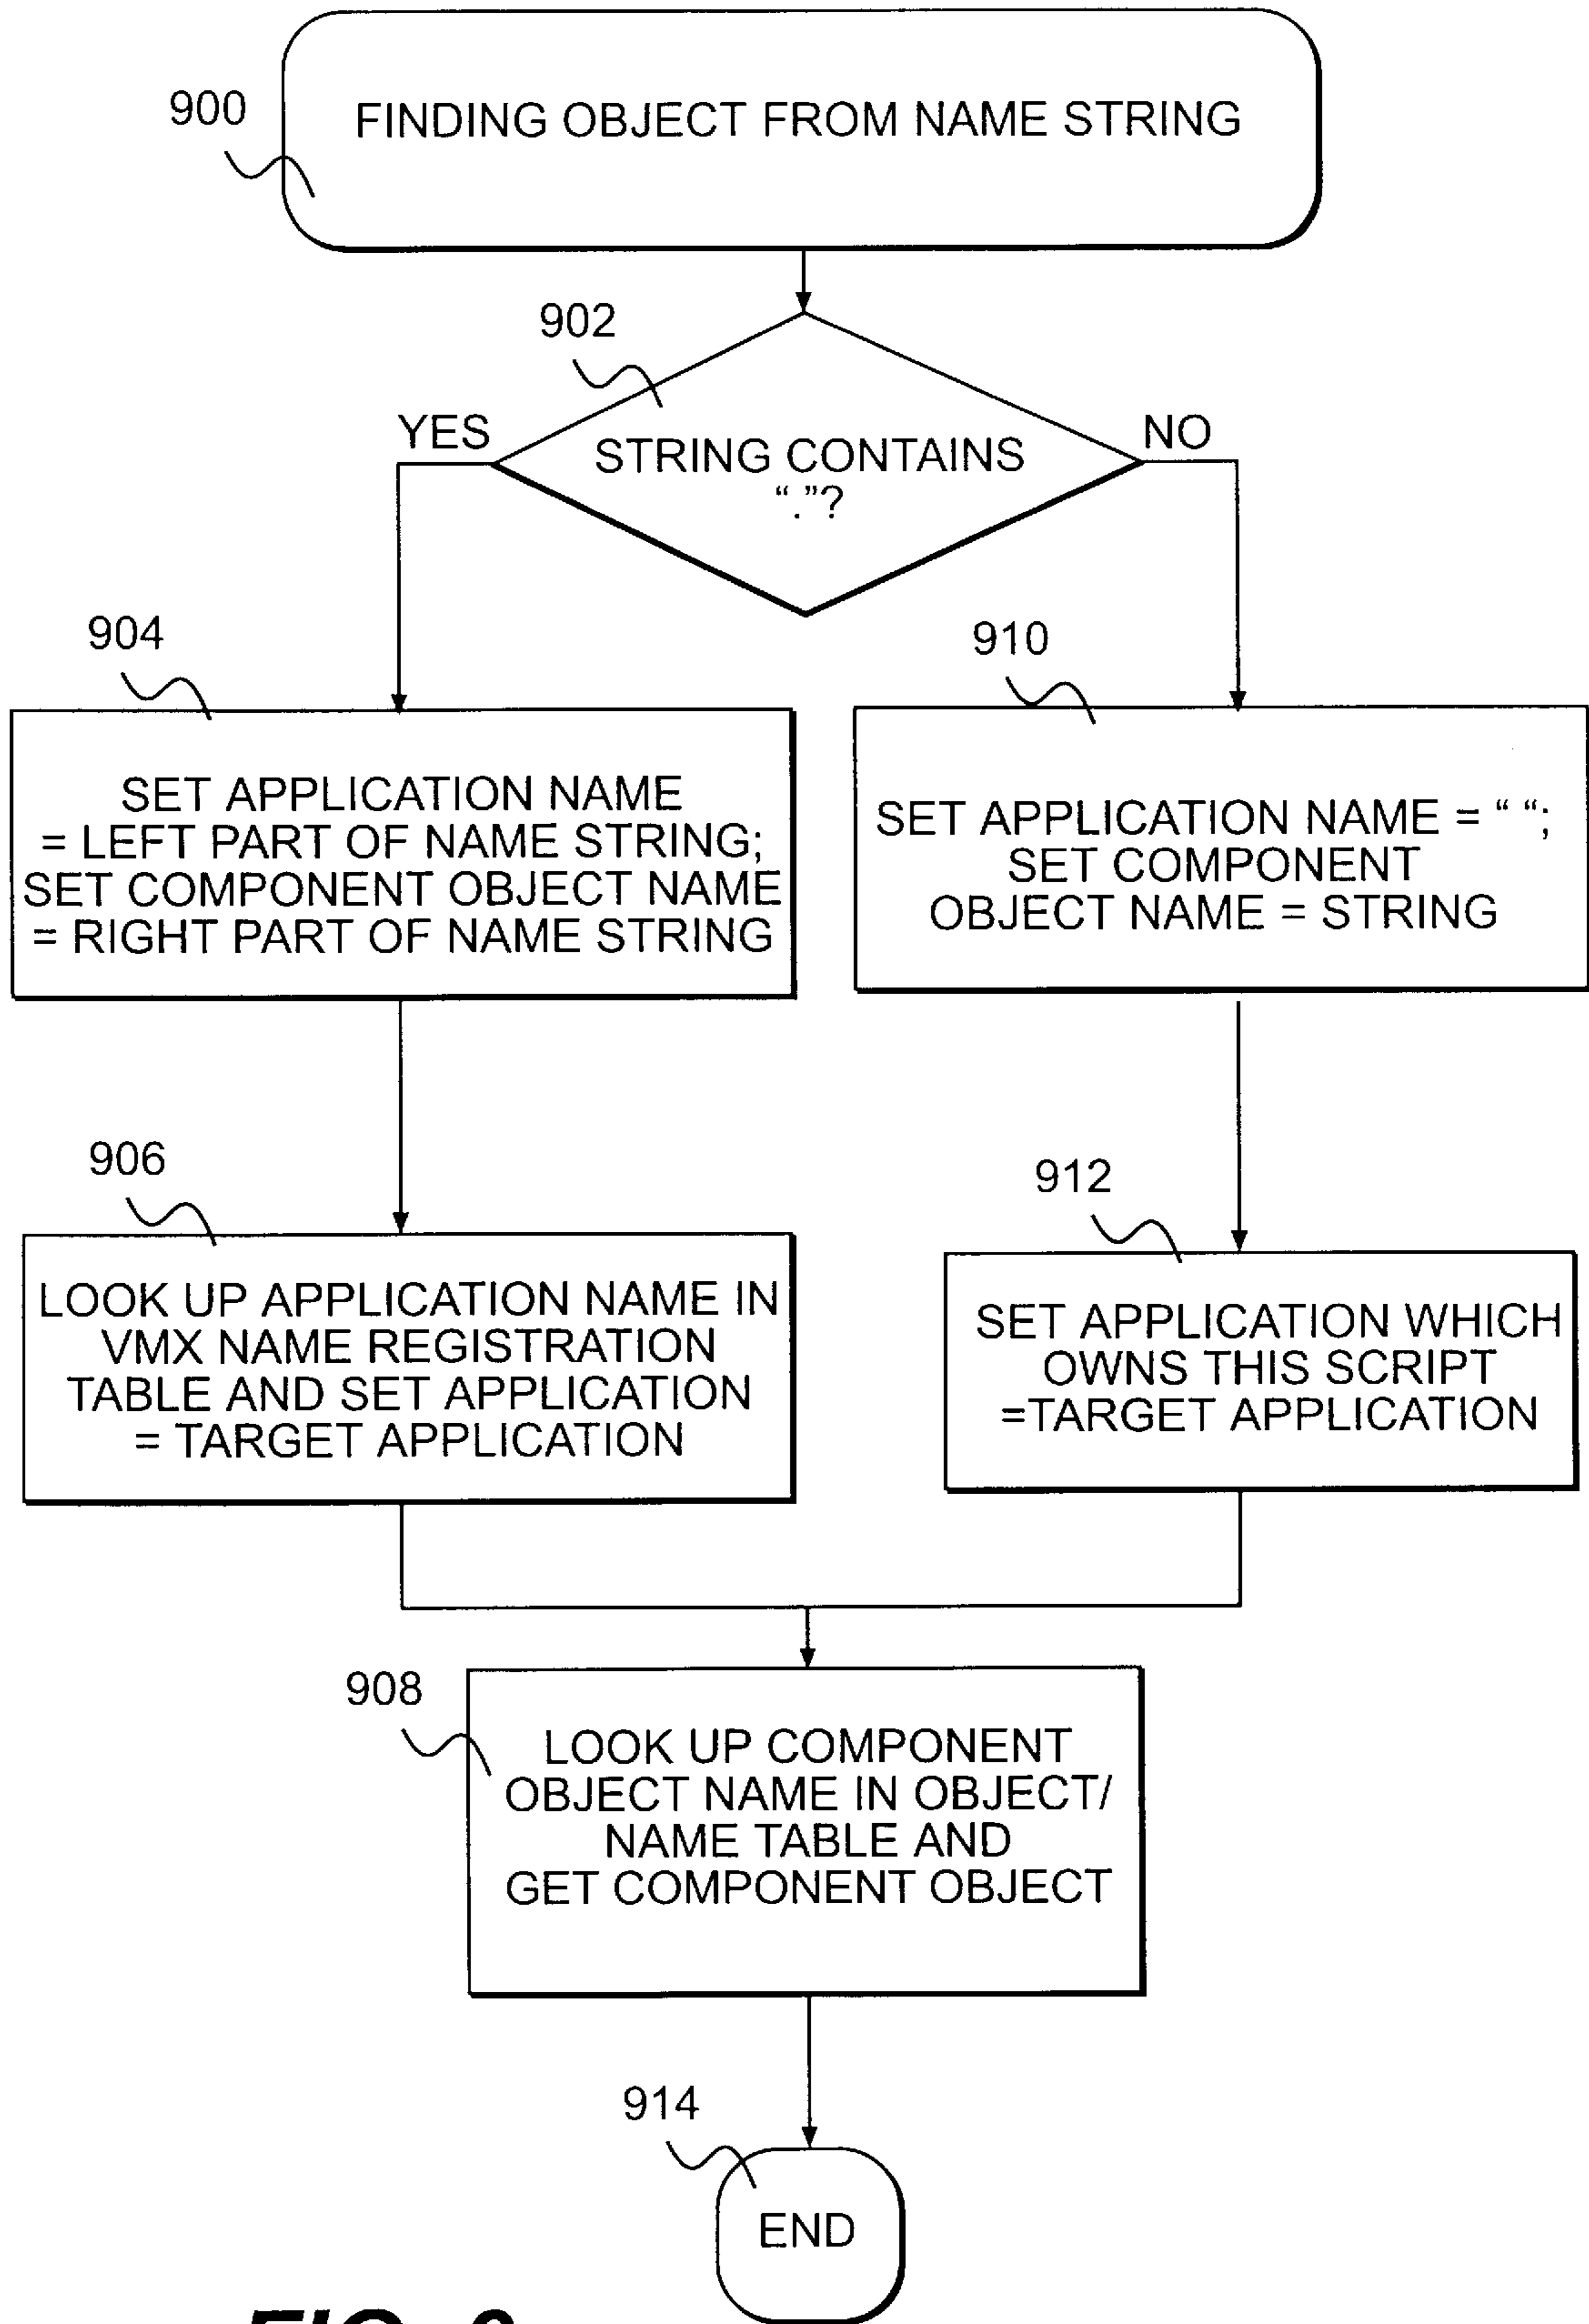 900
FINDING OBJECT FROM NAME STRING
902
YES
NO
STRING CONTAINS
“.”?
904
SET APPLICATION NAME
= LEFT PART OF NAME STRING;
SET COMPONENT OBJECT NAME
= RIGHT PART OF NAME STRING
910
SET APPLICATION NAME = “ “;
SET COMPONENT
OBJECT NAME = STRING
906
LOOK UP APPLICATION NAME IN
VMX NAME REGISTRATION
TABLE AND SET APPLICATION
= TARGET APPLICATION
912
SET APPLICATION WHICH
OWNS THIS SCRIPT
=TARGET APPLICATION
908
LOOK UP COMPONENT
OBJECT NAME IN OBJECT/
NAME TABLE AND
GET COMPONENT OBJECT
914
END